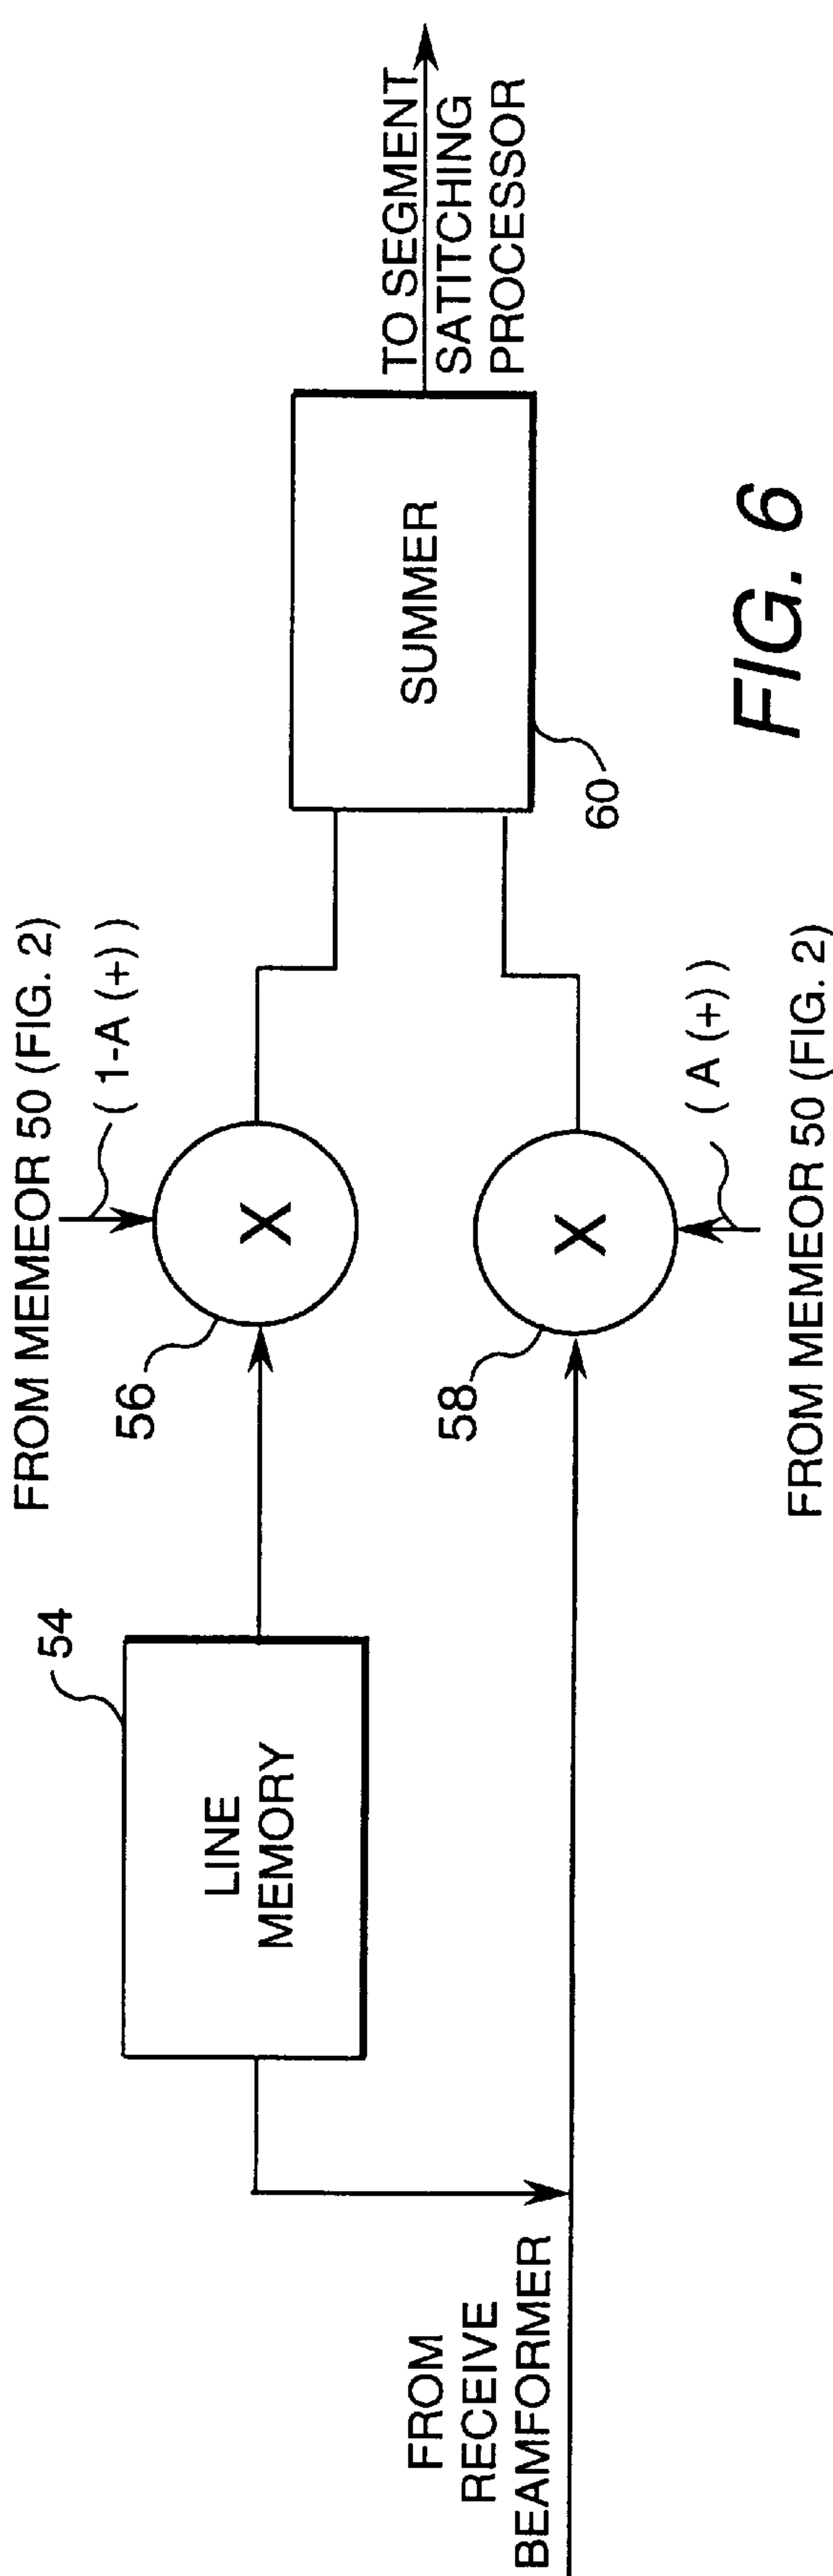 FROM MEMEOR 50 (FIG. 2)
( 1-A (+) )
54
56
LINE
MEMORY
SUMMER
60
TO SEGMENT
SATITCHING
PROCESSOR
X
X
58
FROM
RECEIVE
BEAMFORMER
( A (+) )
FROM MEMEOR 50 (FIG. 2)
FIG. 6